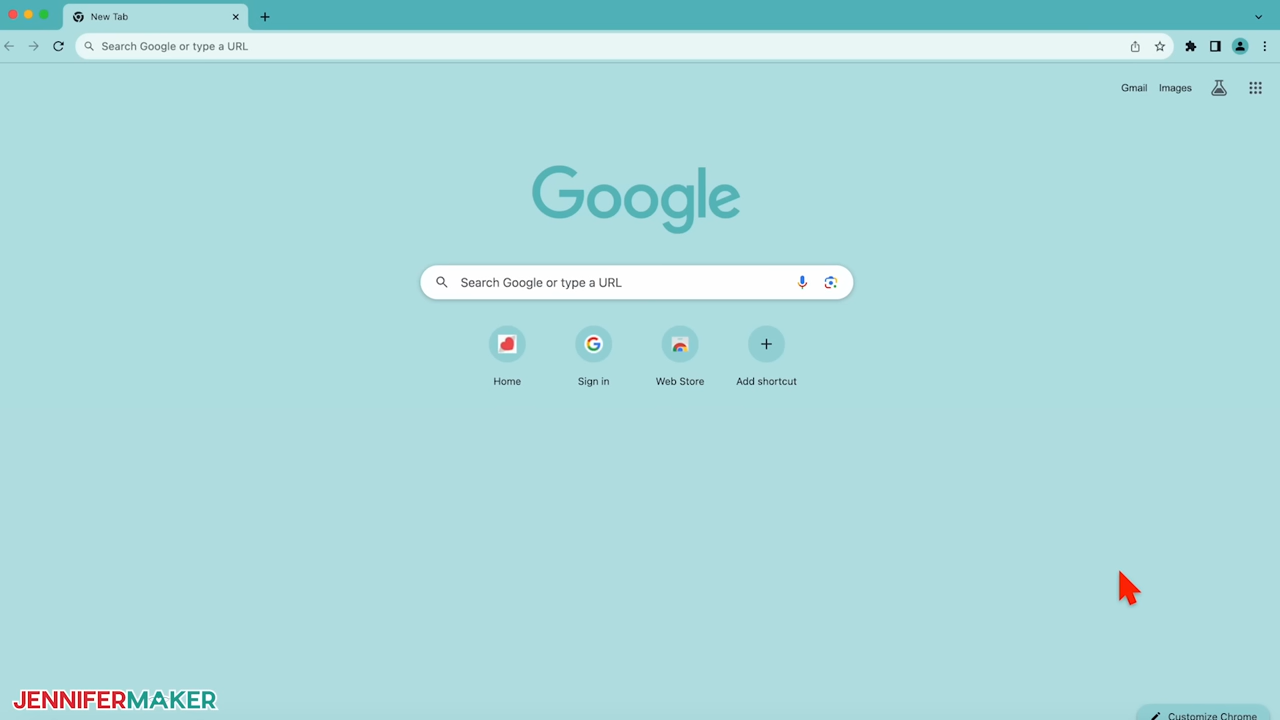 New Tab
Search Google or type a URL
Gmail Images
Google
Search Google or type a URL
Home Sign in Web Store Add shortcut
JENNIFERMAKER
Customize Chrome